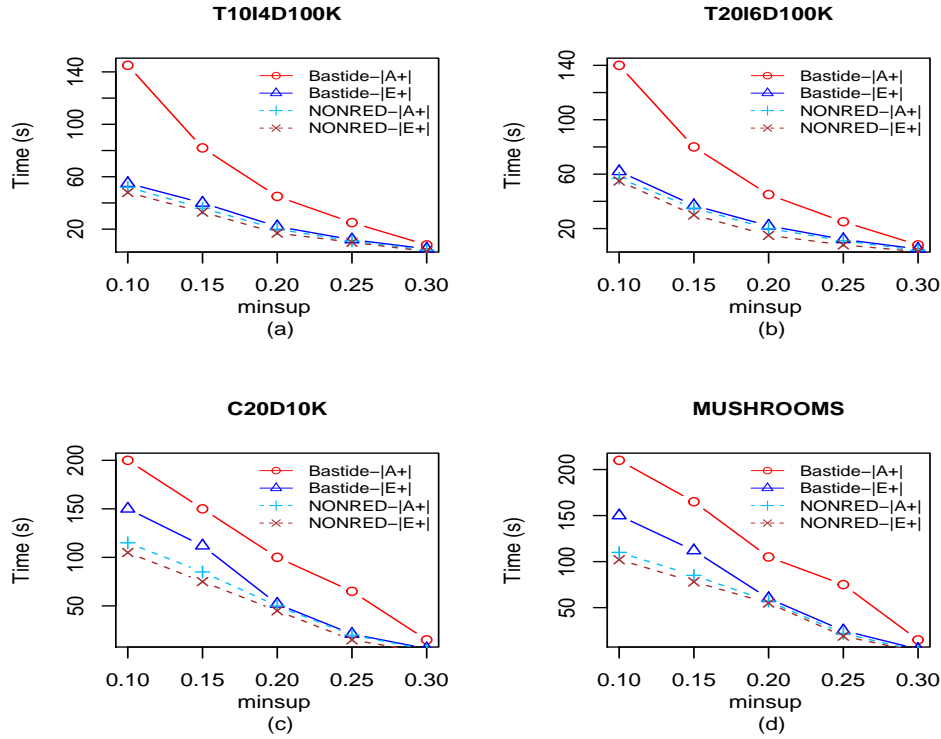 T10I4D100K
Time (s)
20
60
100
140
Bastide−|A+|
Bastide−|E+|
NONRED−|A+|
NONRED−|E+|
0.10 0.15 0.20 0.25 0.30
minsup
(a)
T20I6D100K
Time (s)
20
60
100
140
Bastide−|A+|
Bastide−|E+|
NONRED−|A+|
NONRED−|E+|
0.10 0.15 0.20 0.25 0.30
minsup
(b)
C20D10K
Time (s)
50
100
150
200
Bastide−|A+|
Bastide−|E+|
NONRED−|A+|
NONRED−|E+|
0.10 0.15 0.20 0.25 0.30
minsup
(c)
MUSHROOMS
Time (s)
50
100
150
200
Bastide−|A+|
Bastide−|E+|
NONRED−|A+|
NONRED−|E+|
0.10 0.15 0.20 0.25 0.30
minsup
(d)